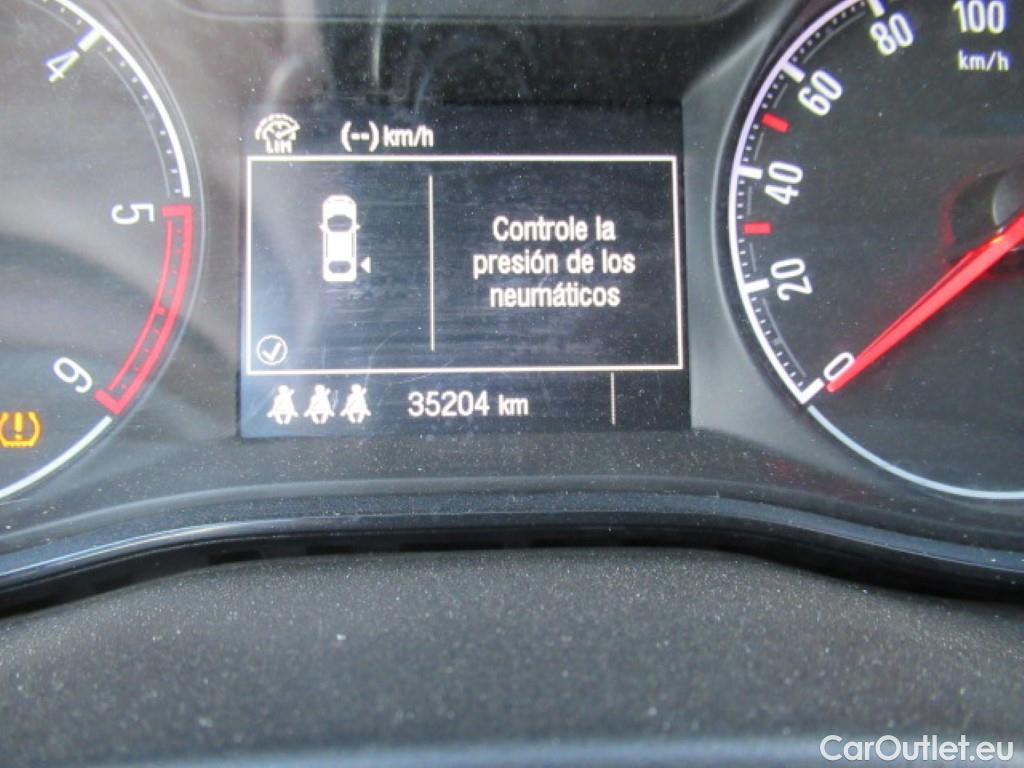 4
5
6
LIM (--) km/h
Controle la
presión de los
neumáticos
35204 km
100
km/h
80
60
40
20
0
CarOutlet.eu